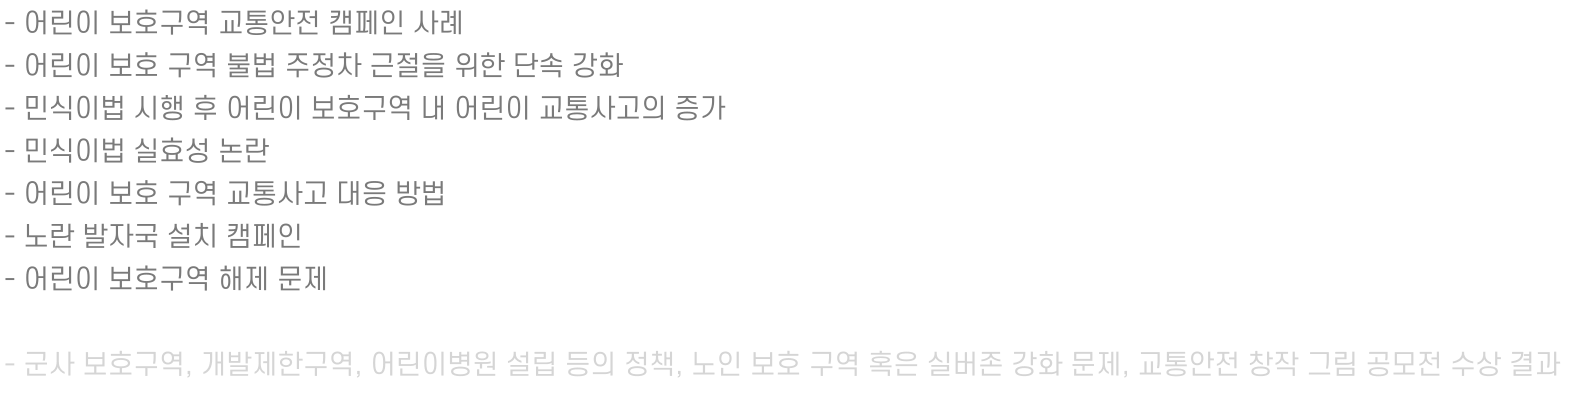 - 어린이 보호구역 교통안전 캠페인 사례
- 어린이 보호 구역 불법 주정차 근절을 위한 단속 강화
- 민식이법 시행 후 어린이 보호구역 내 어린이 교통사고의 증가
- 민식이법 실효성 논란
- 어린이 보호 구역 교통사고 대응 방법
- 노란 발자국 설치 캠페인
- 어린이 보호구역 해제 문제
- 군사 보호구역, 개발제한구역, 어린이병원 설립 등의 정책, 노인 보호 구역 혹은 실버존 강화 문제, 교통안전 창작 그림 공모전 수상 결과